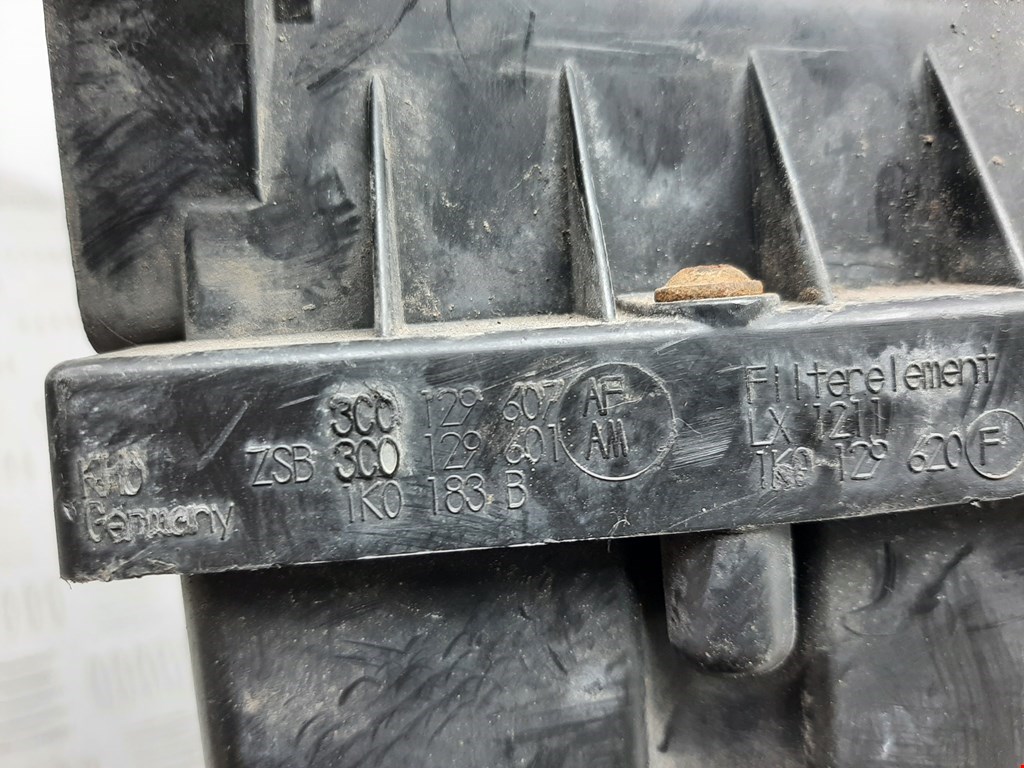 3C0 129 607 AF
ZSB 3C0 129 601 AM
1K0 183 B
Germany
Filterelement
LX 1211
1K0 129 620 F